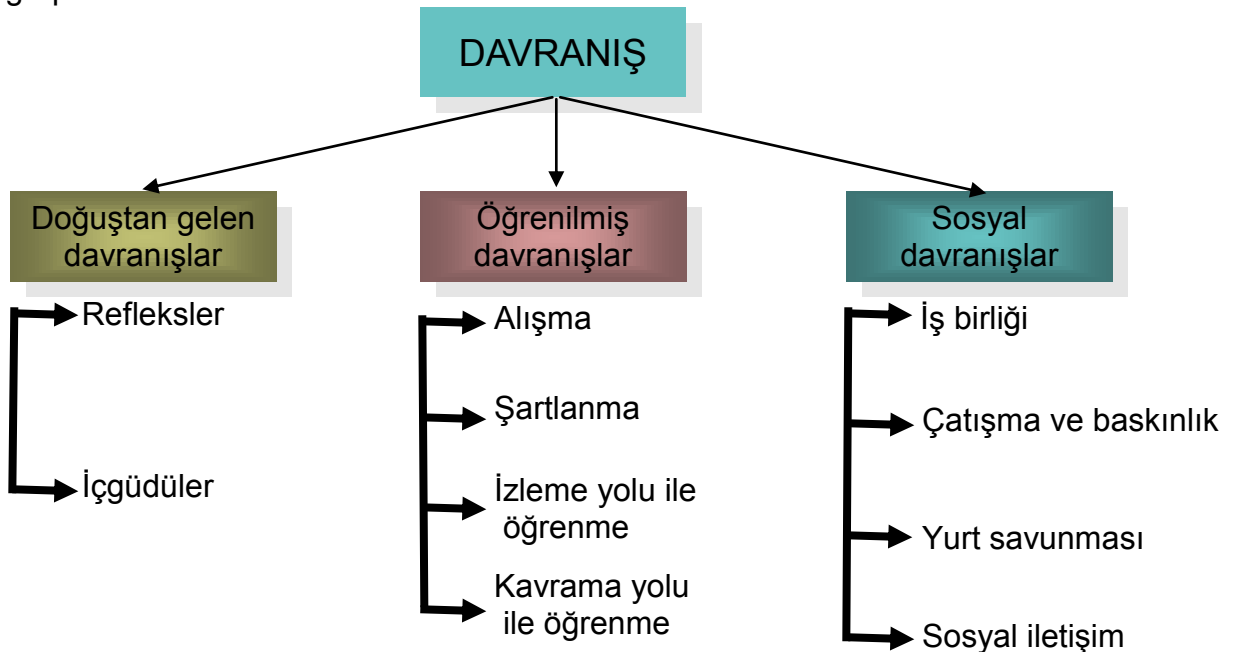 DAVRANIŞ
Doğuştan gelen
davranışlar
Refleksler
İçgüdüler
Öğrenilmiş
davranışlar
Alışma
Şartlanma
İzleme yolu ile
öğrenme
Kavrama yolu
ile öğrenme
Sosyal
davranışlar
İş birliği
Çatışma ve baskınlık
Yurt savunması
Sosyal iletişim